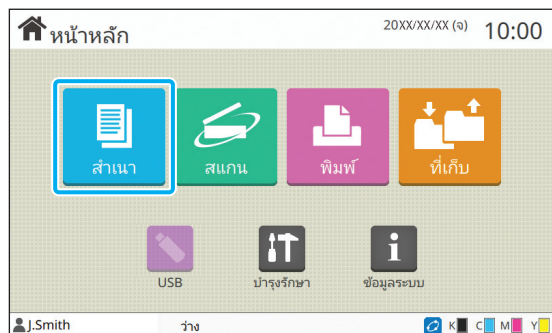 หน้าหลัก 20XX/XX/XX (จ) 10:00
สำเนา สแกน พิมพ์ ที่เก็บ
USB บำรุงรักษา ข้อมูลระบบ
J.Smith ว่าง K C M Y